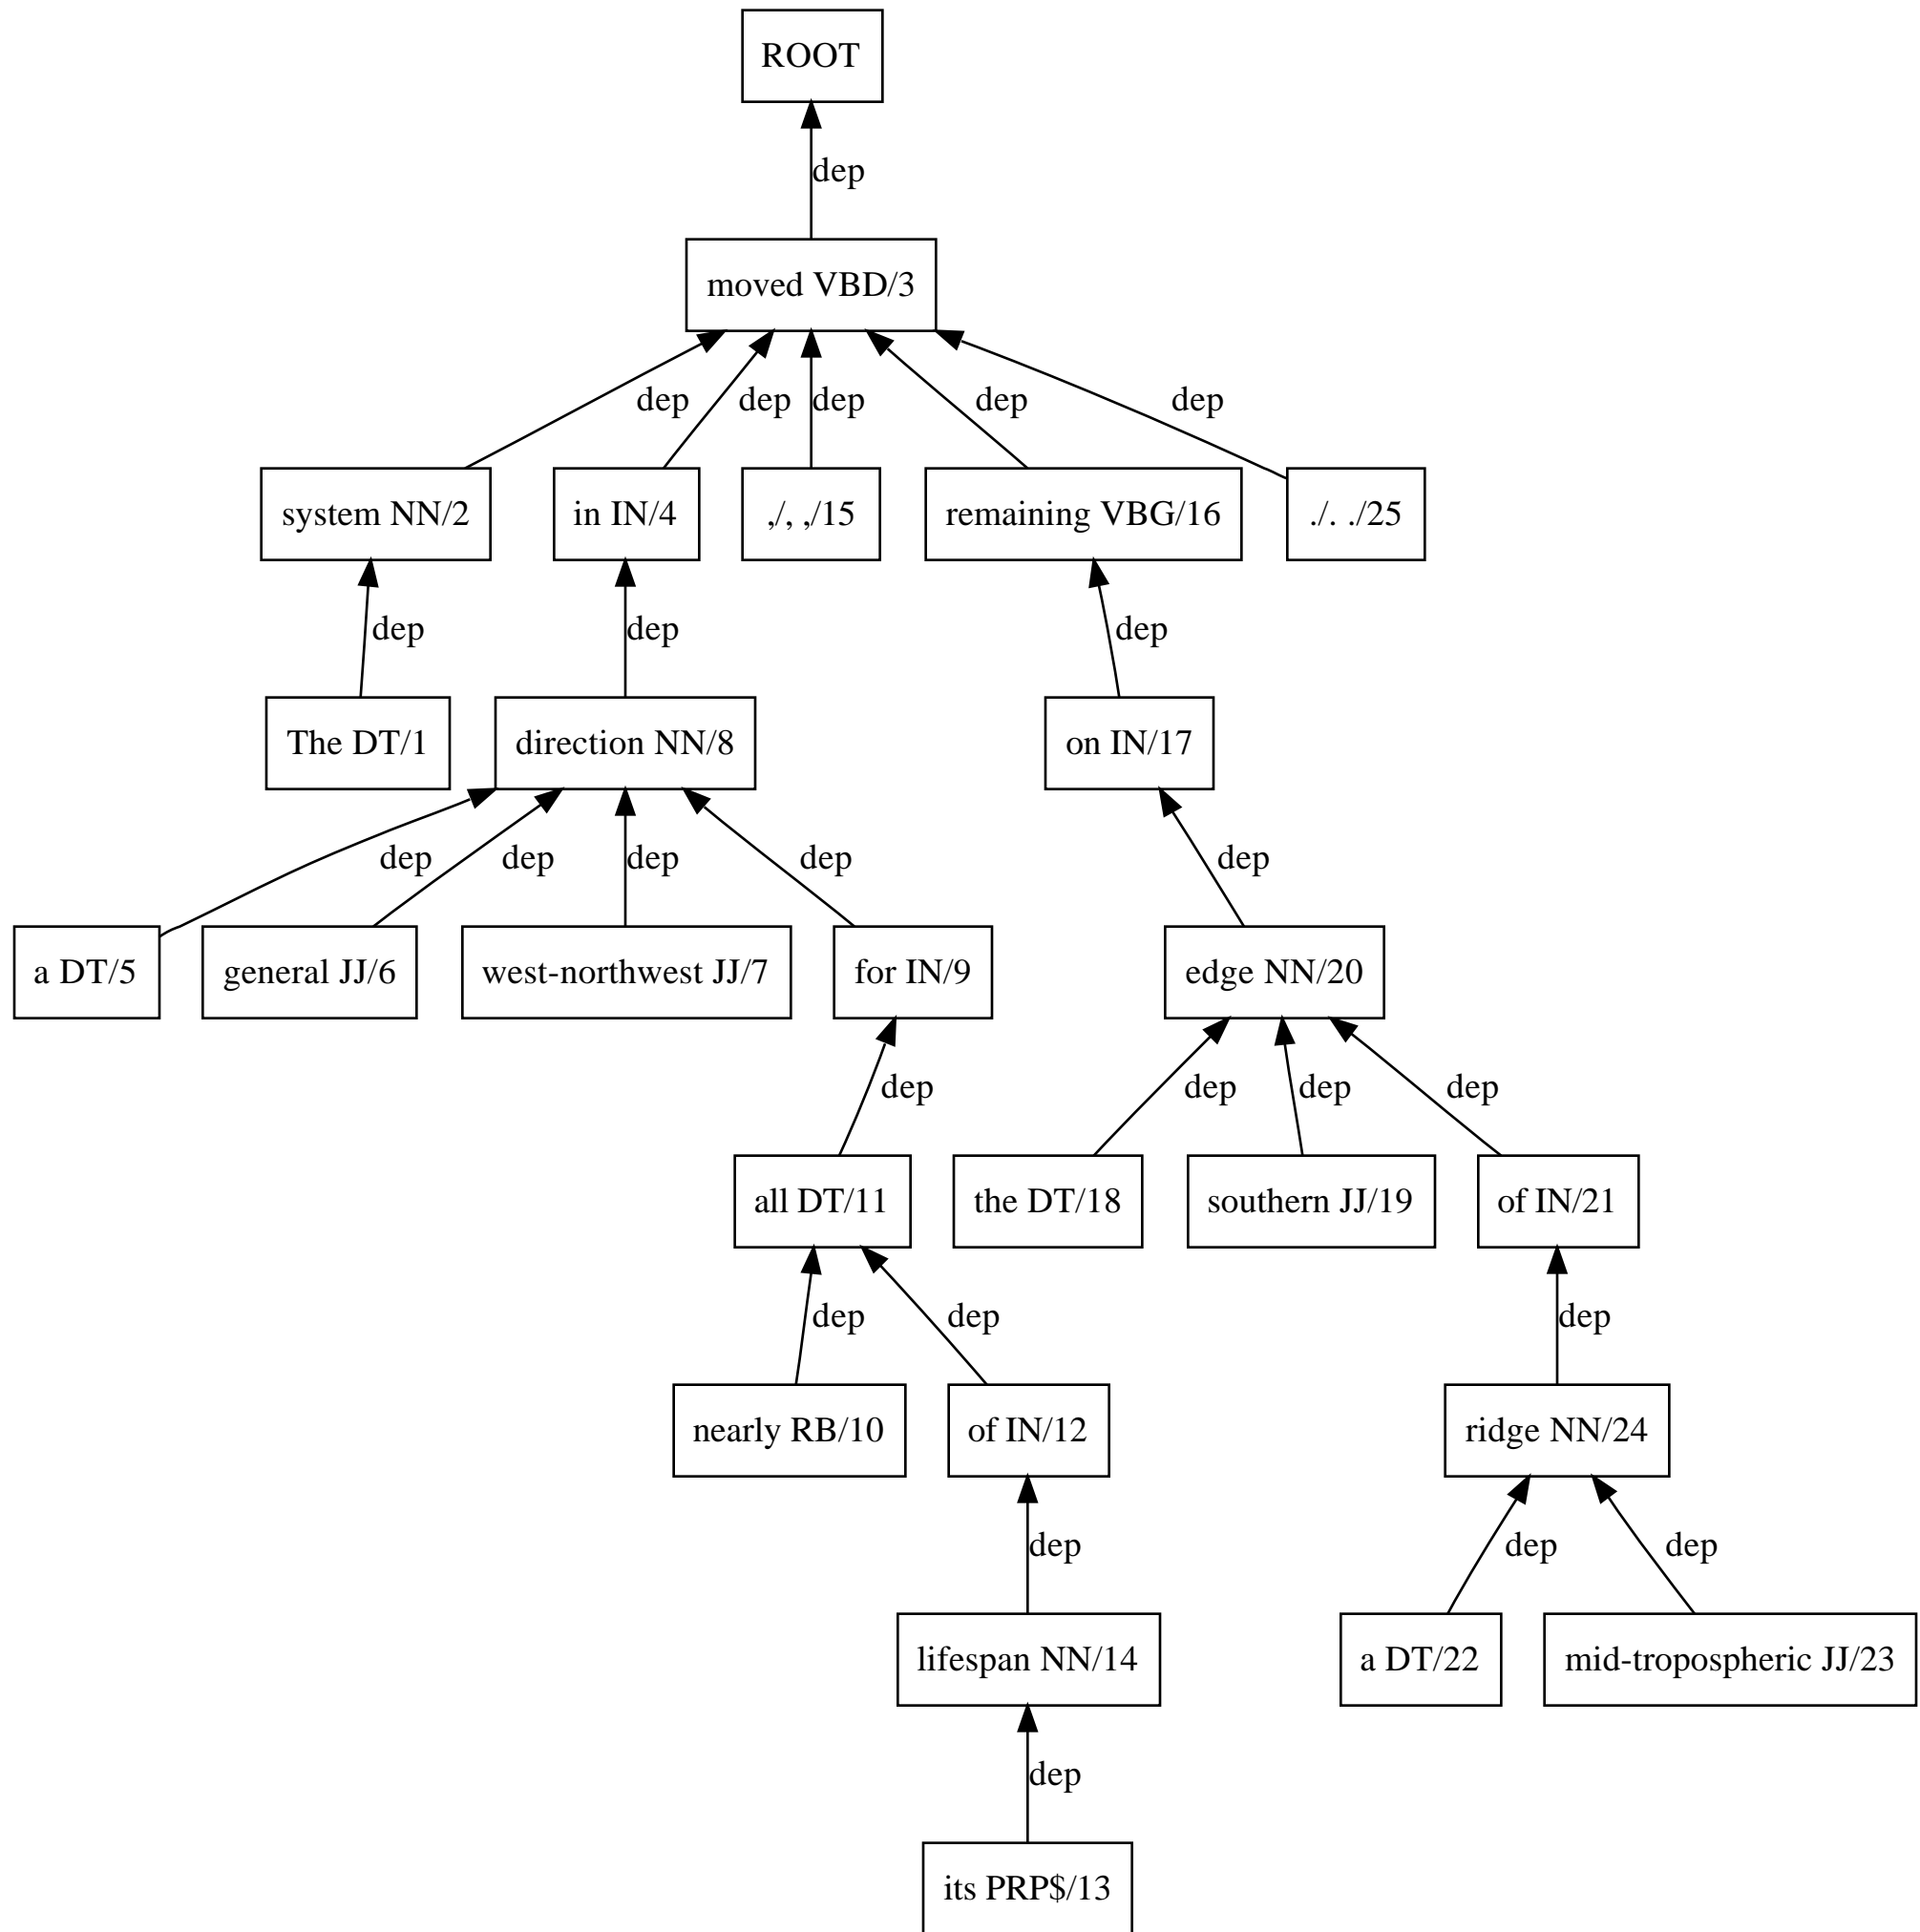 ROOT
dep
moved VBD/3
dep dep dep dep dep
system NN/2 in IN/4 ,/, ,/15 remaining VBG/16 ./. ./25
dep dep dep
The DT/1 direction NN/8 on IN/17
dep dep dep dep dep
a DT/5 general JJ/6 west-northwest JJ/7 for IN/9 edge NN/20
dep dep dep dep
all DT/11 the DT/18 southern JJ/19 of IN/21
dep dep dep
nearly RB/10 of IN/12 ridge NN/24
dep dep dep
lifespan NN/14 a DT/22 mid-tropospheric JJ/23
dep
its PRP$/13